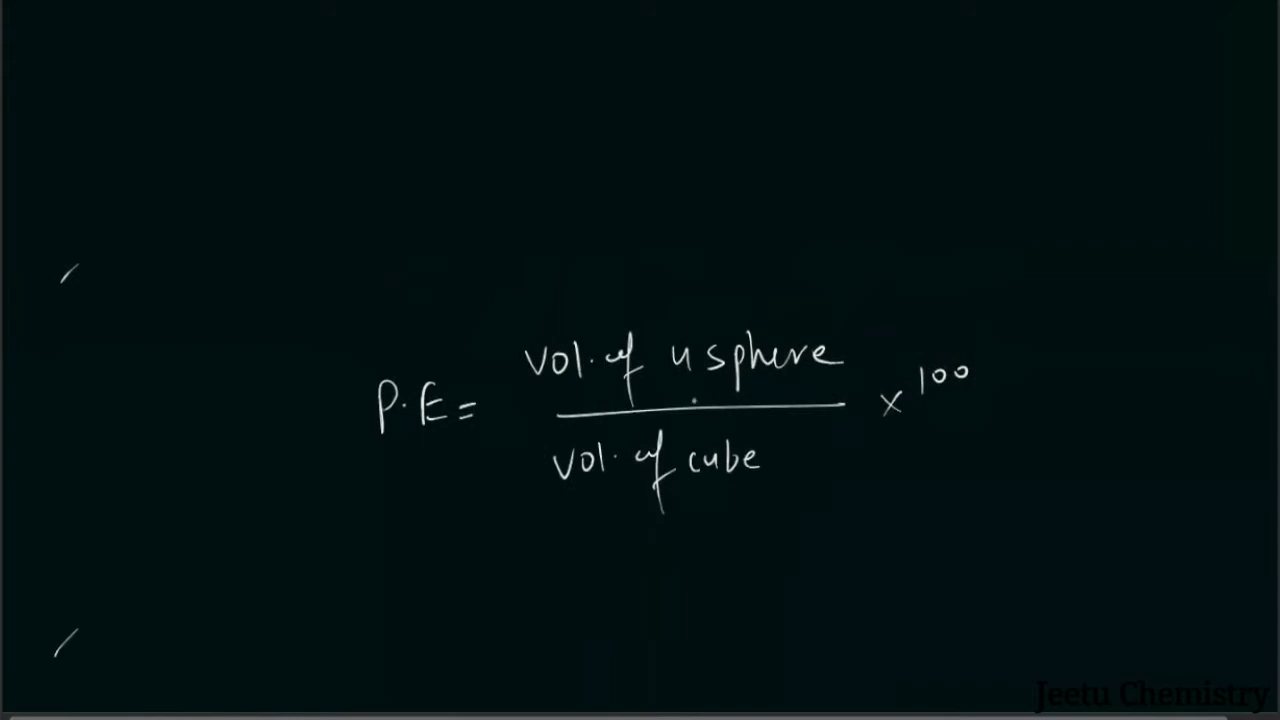 vol. of 4 sphere
P.E = × 100
vol. of cube
Jeetu Chemistry